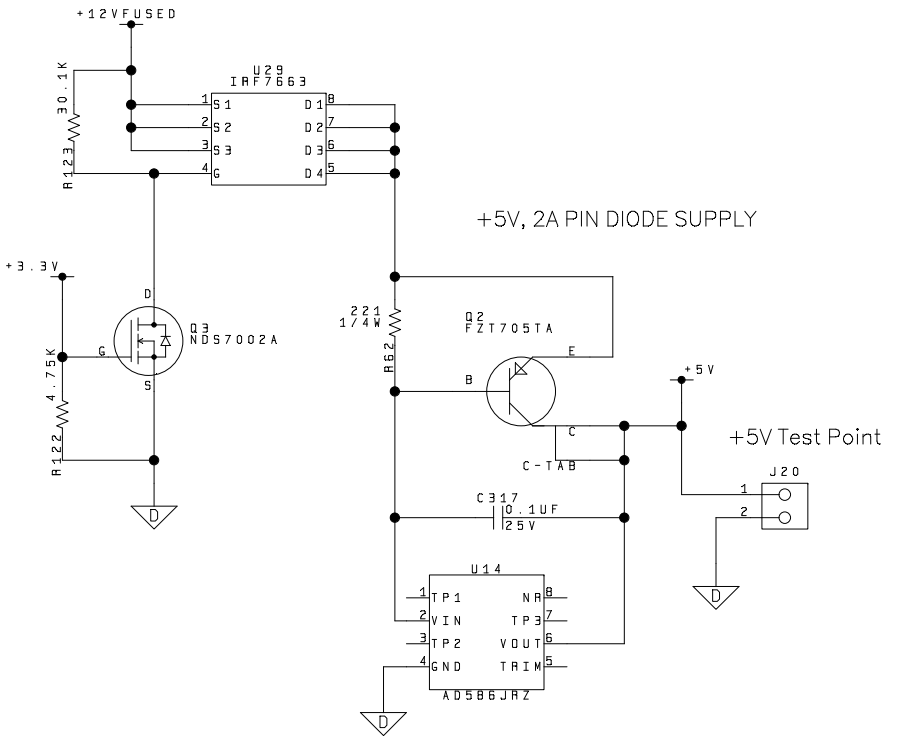 +12VFUSED
30.1K
R123
U29
IRF7663
1 S1 D1 8
2 S2 D2 7
3 S3 D3 6
4 G D4 5
+5V, 2A PIN DIODE SUPPLY
+3.3V
D
Q3
NDS7002A
G
S
4.75K
R122
D
221
1/4W
R62
Q2
FZT705TA
E
B
C
C-TAB
+5V
+5V Test Point
J20
1
2
D
C317
0.1UF
25V
U14
1 TP1 NR 8
2 VIN TP3 7
3 TP2 VOUT 6
4 GND TRIM 5
AD586JRZ
D